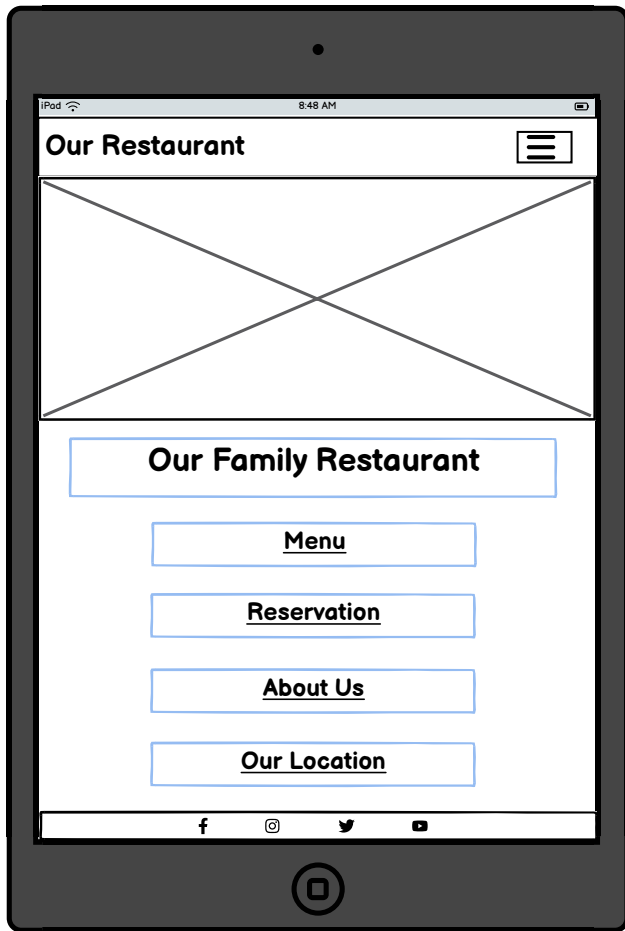 iPad 8:48 AM
Our Restaurant
Our Family Restaurant
Menu
Reservation
About Us
Our Location